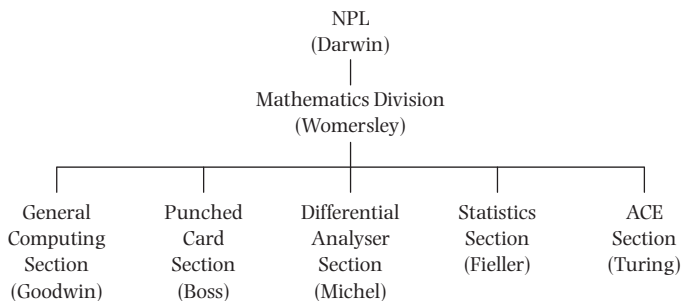 NPL
(Darwin)
Mathematics Division
(Womersley)
General
Computing
Section
(Goodwin)
Punched
Card
Section
(Boss)
Differential
Analyser
Section
(Michel)
Statistics
Section
(Fieller)
ACE
Section
(Turing)